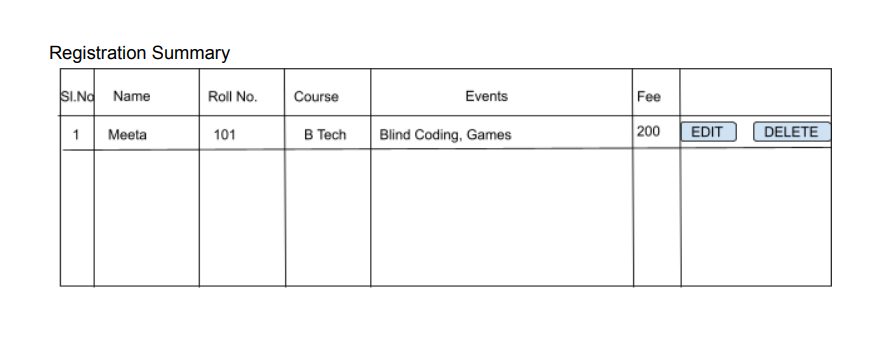 Registration Summary
Sl.No Name Roll No. Course Events Fee
1 Meeta 101 B Tech Blind Coding, Games 200 EDIT DELETE